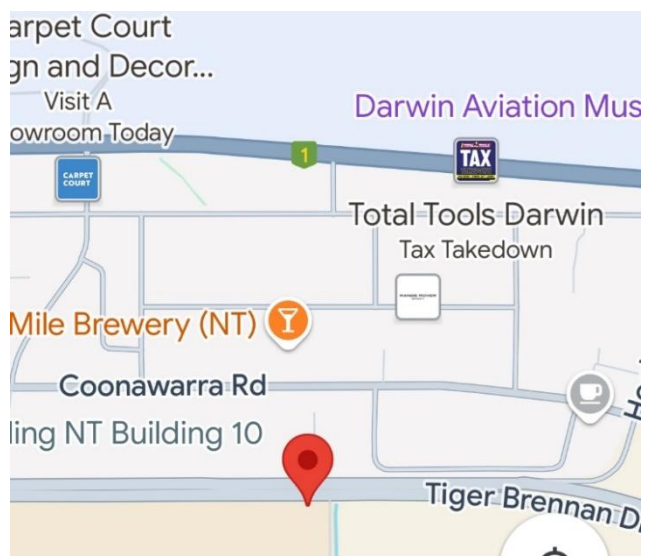 arpet Court
gn and Decor...
Visit A
owroom Today
CARPET
COURT
1
Darwin Aviation Mus
TAX
Total Tools Darwin
Tax Takedown
Mile Brewery (NT)
Coonawarra Rd
ling NT Building 10
Tiger Brennan D